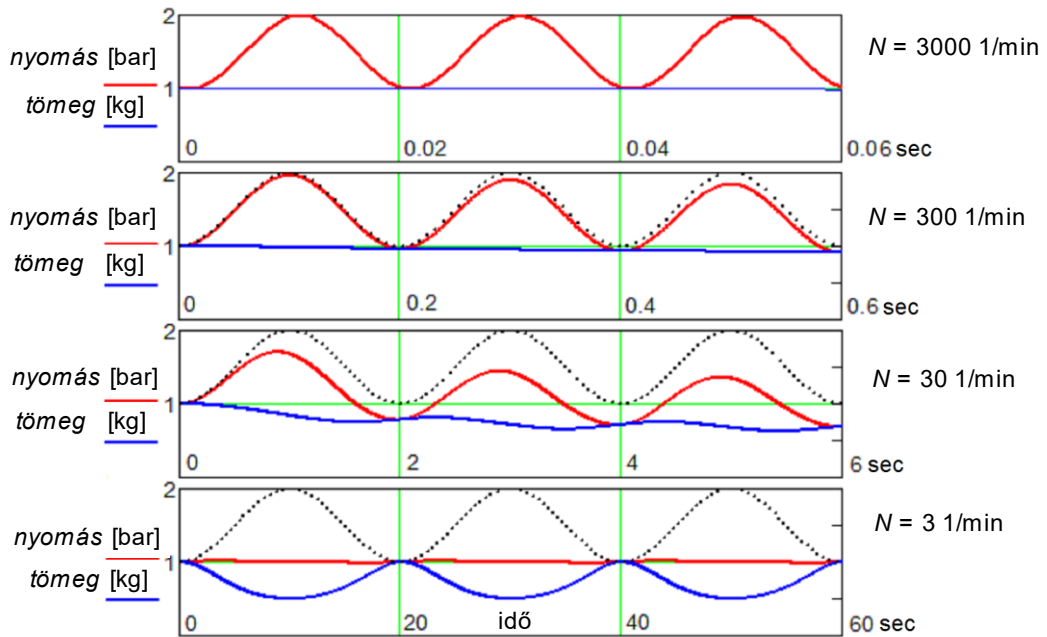 2
nyomás [bar]
N = 3000 1/min
1
tömeg [kg]
0
0.02
0.04
0.06 sec
2
nyomás [bar]
N = 300 1/min
1
tömeg [kg]
0
0.2
0.4
0.6 sec
2
nyomás [bar]
N = 30 1/min
1
tömeg [kg]
0
2
4
6 sec
2
nyomás [bar]
N = 3 1/min
1
tömeg [kg]
0
20
idő
40
60 sec